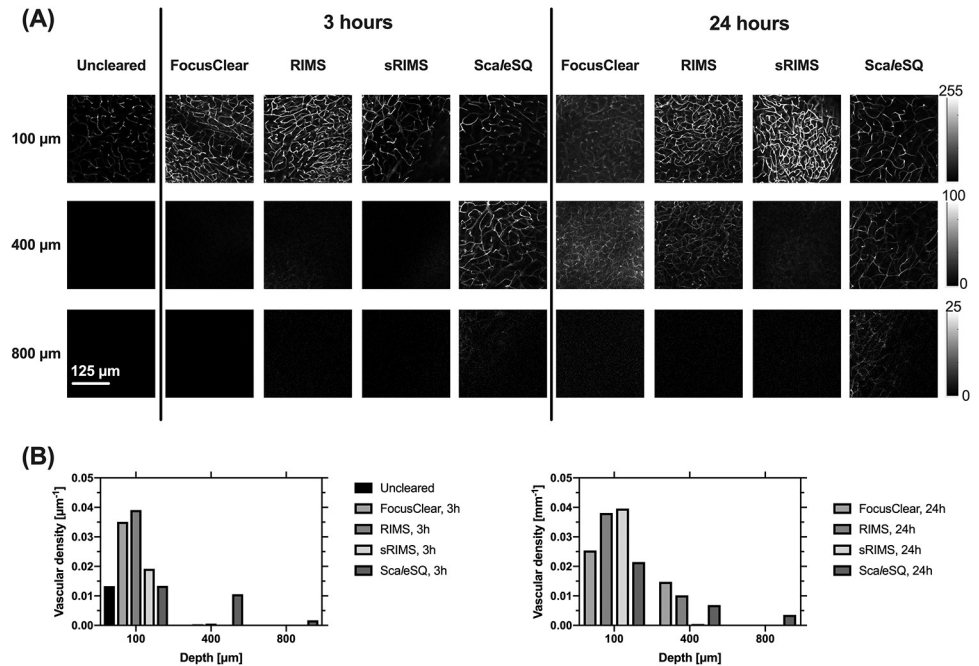 (A)
3 hours
24 hours
Uncleared
FocusClear
RIMS
sRIMS
ScaleSQ
FocusClear
RIMS
sRIMS
ScaleSQ
100 µm
255
0
400 µm
100
0
800 µm
125 µm
25
0
(B)
Vascular density [µm⁻¹]
0.05
0.04
0.03
0.02
0.01
0.00
100
400
800
Depth [µm]
Uncleared
FocusClear, 3h
RIMS, 3h
sRIMS, 3h
ScaleSQ, 3h
Vascular density [mm⁻¹]
0.05
0.04
0.03
0.02
0.01
0.00
100
400
800
Depth [µm]
FocusClear, 24h
RIMS, 24h
sRIMS, 24h
ScaleSQ, 24h